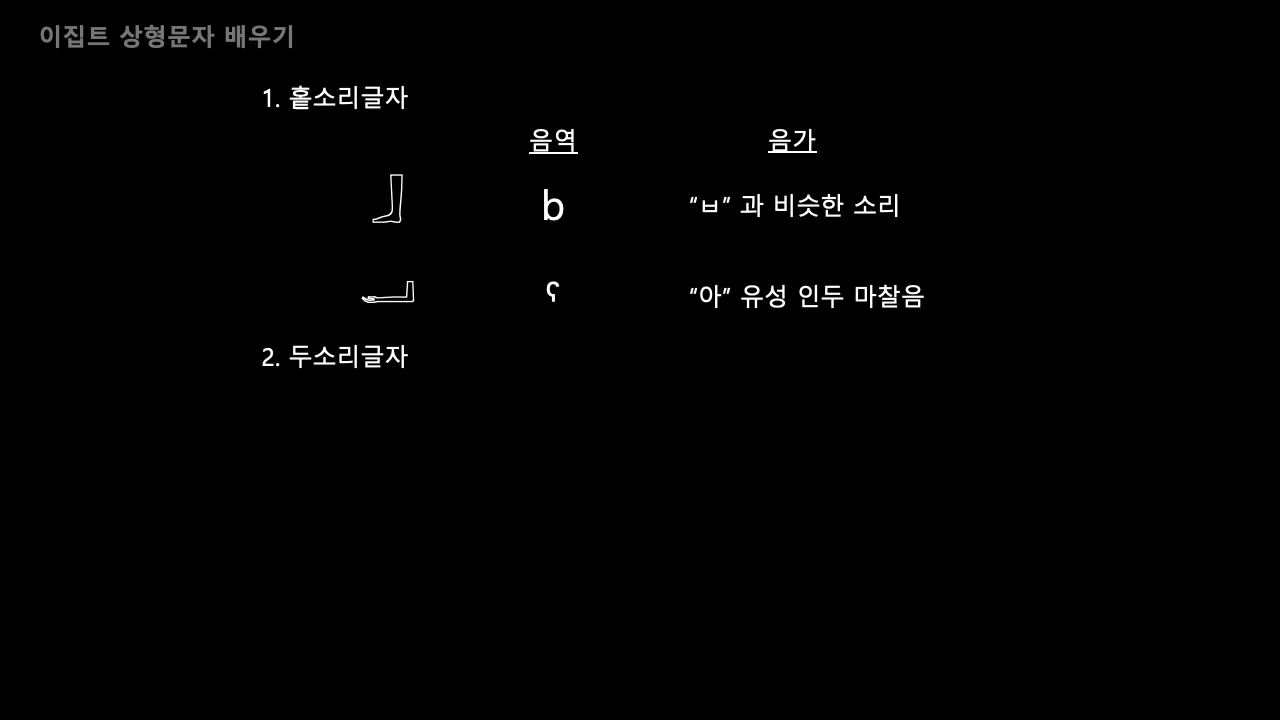 이집트 상형문자 배우기
1. 홑소리글자
음역 음가
b “ㅂ” 과 비슷한 소리
ʕ “아” 유성 인두 마찰음
2. 두소리글자